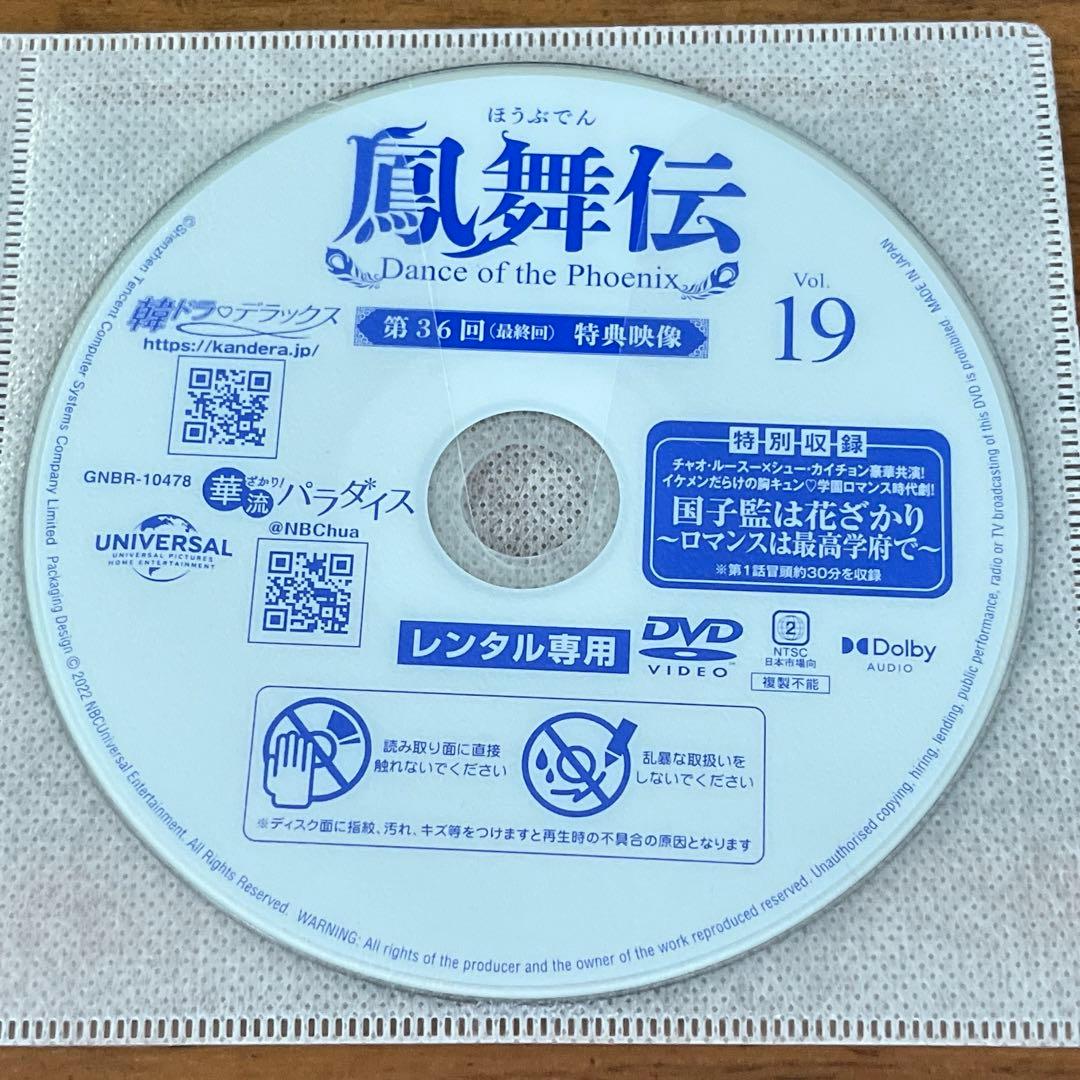 ほうぶでん
鳳舞伝
Dance of the Phoenix
Vol.
19
韓ドラ♡デラックス
https://kandera.jp/
第36回(最終回) 特典映像
GNBR-10478
華流ざかり!パラダイス
@NBChua
UNIVERSAL
UNIVERSAL PICTURES
HOME ENTERTAINMENT
特別収録
チャオ・ルースー×シュー・カイチョン豪華共演!
イケメンだらけの胸キュン♡学園ロマンス時代劇!
国子監は花ざかり
~ロマンスは最高学府で~
※第1話冒頭約30分を収録
レンタル専用
DVD
VIDEO
2
NTSC
日本市場向
複製不能
Dolby
AUDIO
読み取り面に直接
触れないでください
乱暴な取扱いを
しないでください
※ディスク面に指紋、汚れ、キズ等をつけますと再生時の不具合の原因となります
©Shenzhen Tencent Computer Systems Company Limited Packaging Design © 2022 NBCUniversal Entertainment. All Rights Reserved. WARNING: All rights of the producer and the owner of the work reproduced reserved. Unauthorised copying, hiring, lending, public performance, radio or TV broadcasting of this DVD is prohibited. MADE IN JAPAN